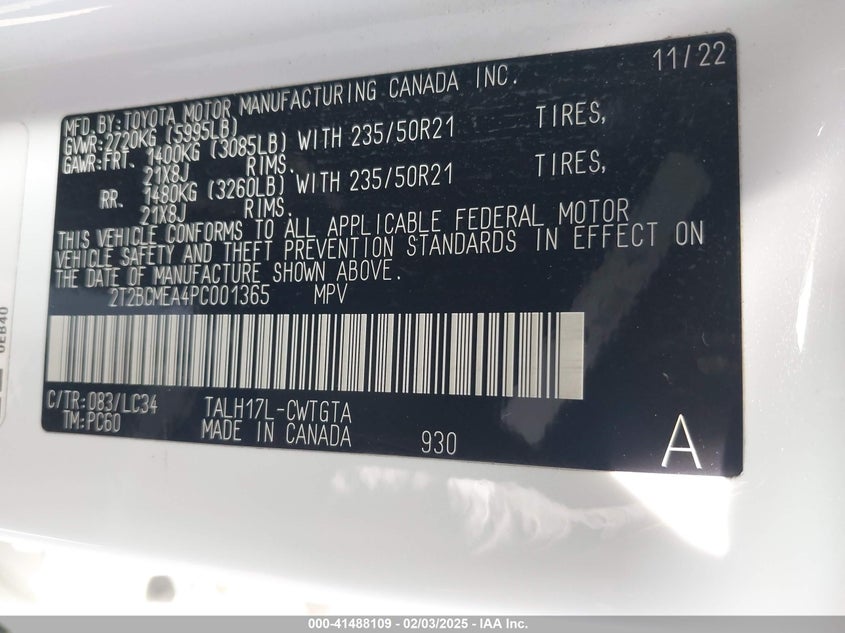 11/22
MFD.BY:TOYOTA MOTOR MANUFACTURING CANADA INC.
GVWR:2720KG (5995LB)
GAWR:FRT. 1400KG (3085LB) WITH 235/50R21 TIRES,
21X8J RIMS.
RR. 1480KG (3260LB) WITH 235/50R21 TIRES,
21X8J RIMS.
THIS VEHICLE CONFORMS TO ALL APPLICABLE FEDERAL MOTOR
VEHICLE SAFETY AND THEFT PREVENTION STANDARDS IN EFFECT ON
THE DATE OF MANUFACTURE SHOWN ABOVE.
2T2BCMEA4PC001365 MPV
C/TR:083/LC34 TALH17L-CWTGTA
TM:PC60 MADE IN CANADA 930 A
0EB40
000-41488109 - 02/03/2025 - IAA Inc.